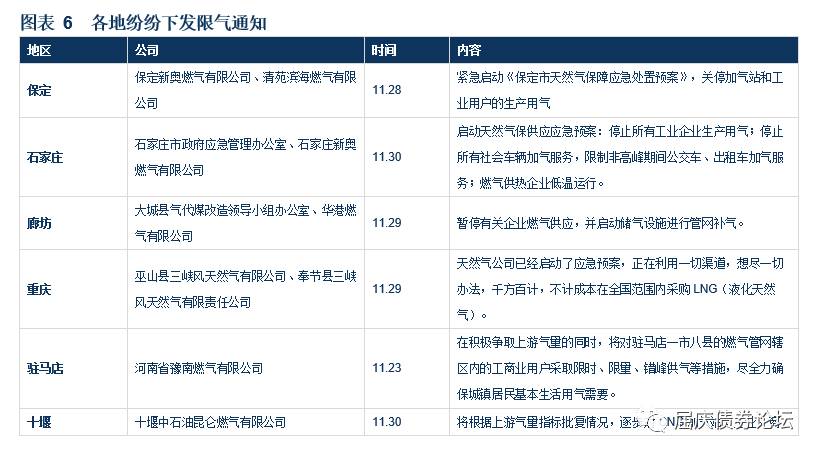 图表 6 各地纷纷下发限气通知
地区 公司 时间 内容
保定 保定新奥燃气有限公司、清苑滨海燃气有限公司 11.28 紧急启动《保定市天然气保障应急处置预案》，关停加气站和工业用户的生产用气
石家庄 石家庄市政府应急管理办公室、石家庄新奥燃气有限公司 11.30 启动天然气保供应应急预案：停止所有工业企业生产用气；停止所有社会车辆加气服务，限制非高峰期间公交车、出租车加气服务；燃气供热企业低温运行。
廊坊 大城县气代煤改造领导小组办公室、华港燃气有限公司 11.29 暂停有关企业燃气供应，并启动储气设施进行管网补气。
重庆 巫山县三峡风天然气有限公司、奉节县三峡风天然气有限责任公司 11.29 天然气公司已经启动了应急预案，正在利用一切渠道，想尽一切办法，千方百计，不计成本在全国范围内采购 LNG（液化天然气）。
驻马店 河南省豫南燃气有限公司 11.23 在积极争取上游气量的同时，将对驻马店一市八县的燃气管网辖区内的工商业用户采取限时、限量、错峰供气等措施，尽全力确保城镇居民基本生活用气需要。
十堰 十堰中石油昆仑燃气有限公司 11.30 将根据上游气量指标批复情况，逐步
屈庆债券论坛